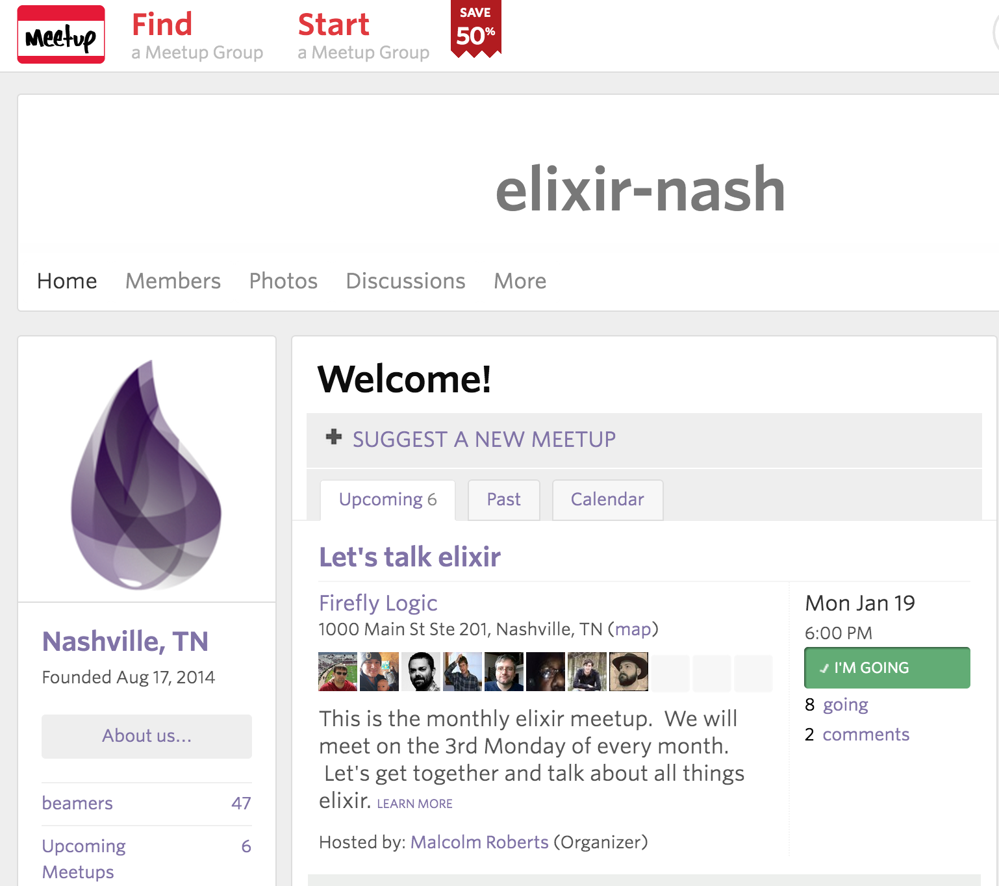 Meetup
Find
a Meetup Group
Start
a Meetup Group
SAVE
50%
elixir-nash
Home Members Photos Discussions More
Nashville, TN
Founded Aug 17, 2014
About us...
beamers 47
Upcoming 6
Meetups
Welcome!
SUGGEST A NEW MEETUP
Upcoming 6 Past Calendar
Let's talk elixir
Firefly Logic
1000 Main St Ste 201, Nashville, TN (map)
This is the monthly elixir meetup.  We will
meet on the 3rd Monday of every month.
Let's get together and talk about all things
elixir. LEARN MORE
Hosted by: Malcolm Roberts (Organizer)
Mon Jan 19
6:00 PM
I'M GOING
8 going
2 comments